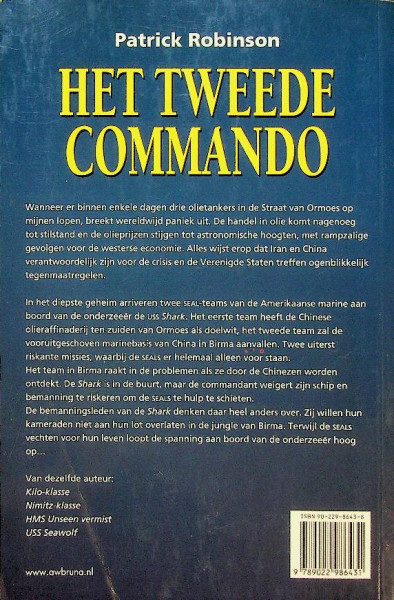 Patrick Robinson
HET TWEEDE
COMMANDO
Wanneer er binnen enkele dagen drie olietankers in de Straat van Ormoes op
mijnen lopen, breekt wereldwijd paniek uit. De handel in olie komt nagenoeg
tot stilstand en de olieprijzen stijgen tot astronomische hoogten, met rampzalige
gevolgen voor de westerse economie. Alles wijst erop dat Iran en China
verantwoordelijk zijn voor de crisis en de Verenigde Staten treffen ogenblikkelijk
tegenmaatregelen.
In het diepste geheim arriveren twee SEAL-teams van de Amerikaanse marine aan
boord van de onderzeeër de USS Shark. Het eerste team heeft de Chinese
olieraffinaderij ten zuiden van Ormoes als doelwit, het tweede team zal de
vooruitgeschoven marinebasis van China in Birma aanvallen. Twee uiterst
riskante missies, waarbij de SEALS er helemaal alleen voor staan.
Het team in Birma raakt in de problemen als ze door de Chinezen worden
ontdekt. De Shark is in de buurt, maar de commandant weigert zijn schip en
bemanning te riskeren om de SEALS te hulp te schieten.
De bemanningsleden van de Shark denken daar heel anders over. Zij willen hun
kameraden niet aan hun lot overlaten in de jungle van Birma. Terwijl de SEALS
vechten voor hun leven loopt de spanning aan boord van de onderzeeër hoog
op...
Van dezelfde auteur:
Kilo-klasse
Nimitz-klasse
HMS Unseen vermist
USS Seawolf
www.awbruna.nl
ISBN 90-229-8643-8
9 789022 986431